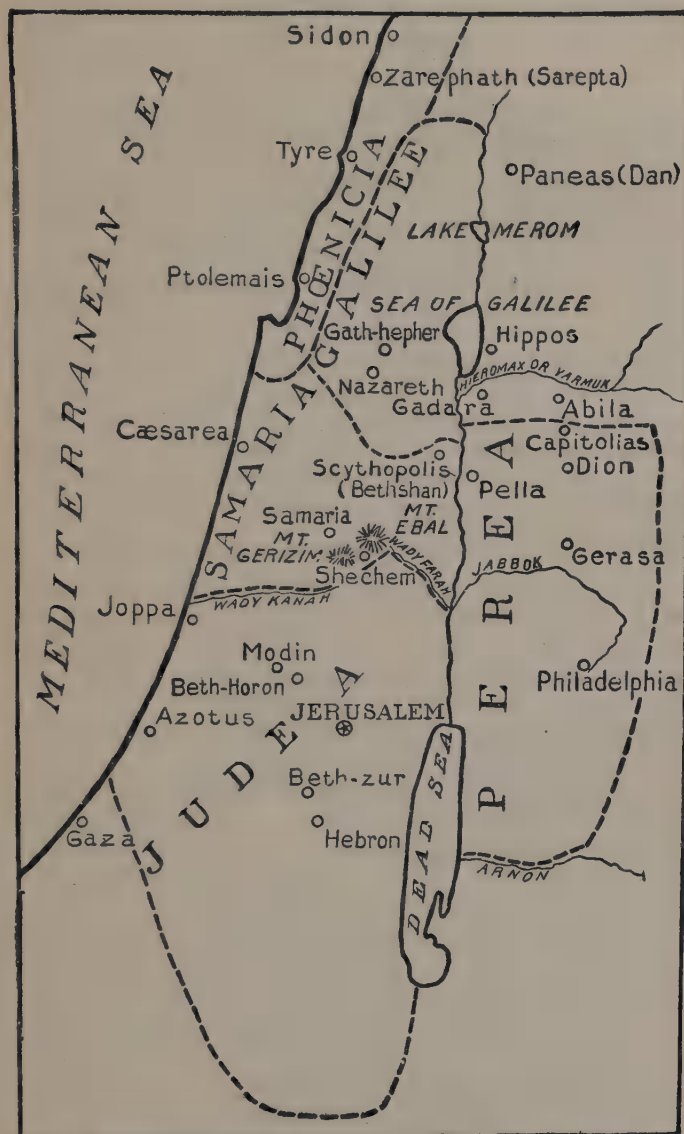 Sidon
Zarephath (Sarepta)
MEDITERRANEAN SEA
Tyre
PHŒNICIA
GALILEE
Paneas (Dan)
LAKE MEROM
Ptolemais
SEA OF GALILEE
Gath-hepher
Hippos
Nazareth
HIEROMAX OR YARMUK
Gadara
Abila
SAMARIA
Cæsarea
Capitolias
Scythopolis
(Bethshan)
Dion
Pella
PEREA
Samaria
MT.
EBAL
MT.
GERIZIM
Shechem
WADY FARAH
JABBOK
Gerasa
Joppa
WADY KANAH
Modin
Beth-Horon
Philadelphia
Azotus
JERUSALEM
JUDEA
Beth-zur
DEAD SEA
Gaza
Hebron
ARNON